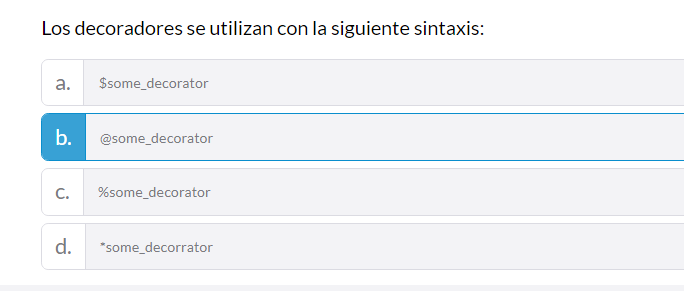 Los decoradores se utilizan con la siguiente sintaxis:
a. $some_decorator
b. @some_decorator
c. %some_decorator
d. *some_decorrator